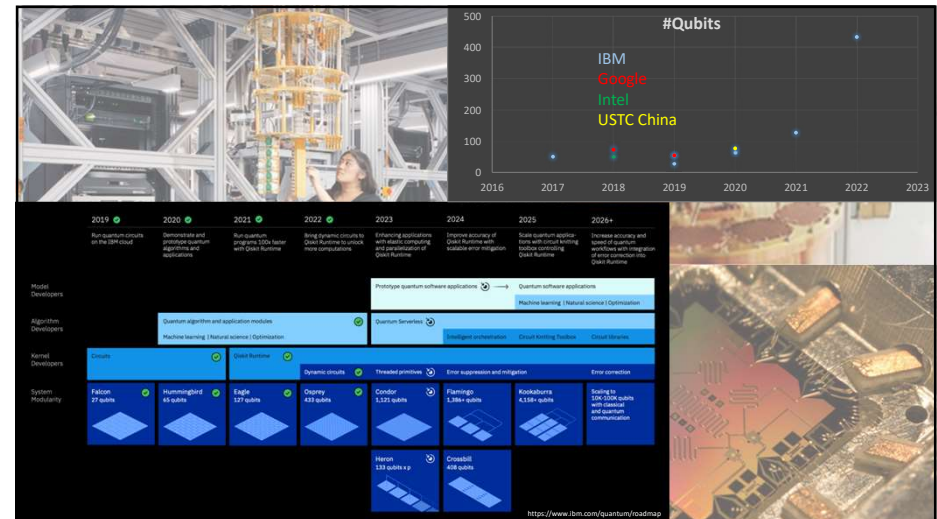 #Qubits
500
400
300
200
100
0
IBM
Google
Intel
USTC China
2016 2017 2018 2019 2020 2021 2022 2023
2019 2020 2021 2022 2023 2024 2025 2026+
Run quantum circuits
on the IBM cloud
Demonstrate and
prototype quantum
algorithms and
applications
Run quantum
programs 100x faster
with Qiskit Runtime
Bring dynamic circuits to
Qiskit Runtime to unlock
more computations
Enhancing applications
with elastic computing
and parallelization of
Qiskit Runtime
Improve accuracy of
Qiskit Runtime with
scalable error mitigation
Scale quantum applica-
tions with circuit knitting
toolbox controlling
Qiskit Runtime
Increase accuracy and
speed of quantum
workflows with integration
of error correction into
Qiskit Runtime
Model
Developers
Prototype quantum software applications → Quantum software applications
Machine learning | Natural science | Optimization
Algorithm
Developers
Quantum algorithm and application modules
Machine learning | Natural science | Optimization
Quantum Serverless
Intelligent orchestration Circuit Knitting Toolbox Circuit libraries
Kernel
Developers
Circuits Qiskit Runtime
Dynamic circuits Threaded primitives Error suppression and mitigation Error correction
System
Modularity
Falcon
27 qubits
Hummingbird
65 qubits
Eagle
127 qubits
Osprey
433 qubits
Condor
1,121 qubits
Flamingo
1,386+ qubits
Kookaburra
4,158+ qubits
Scaling to
10K-100K qubits
with classical
and quantum
communication
Heron
133 qubits x p
Crossbill
408 qubits
https://www.ibm.com/quantum/roadmap